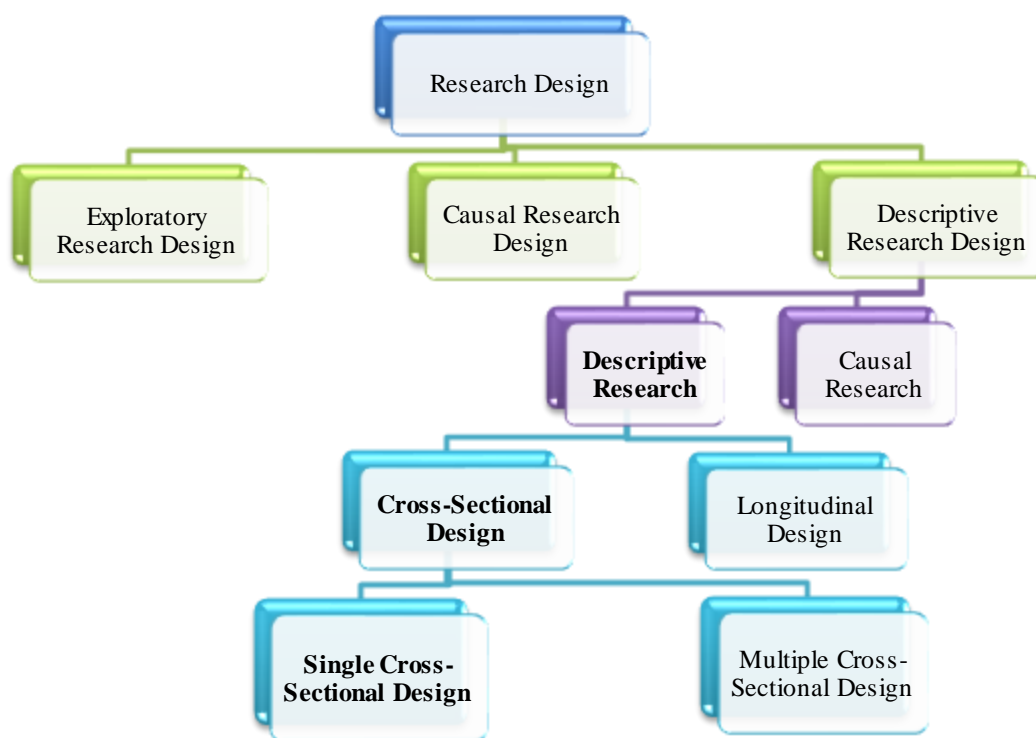 Research Design
Exploratory
Research Design
Causal Research
Design
Descriptive
Research Design
Descriptive
Research
Causal
Research
Cross-Sectional
Design
Longitudinal
Design
Single Cross-
Sectional Design
Multiple Cross-
Sectional Design